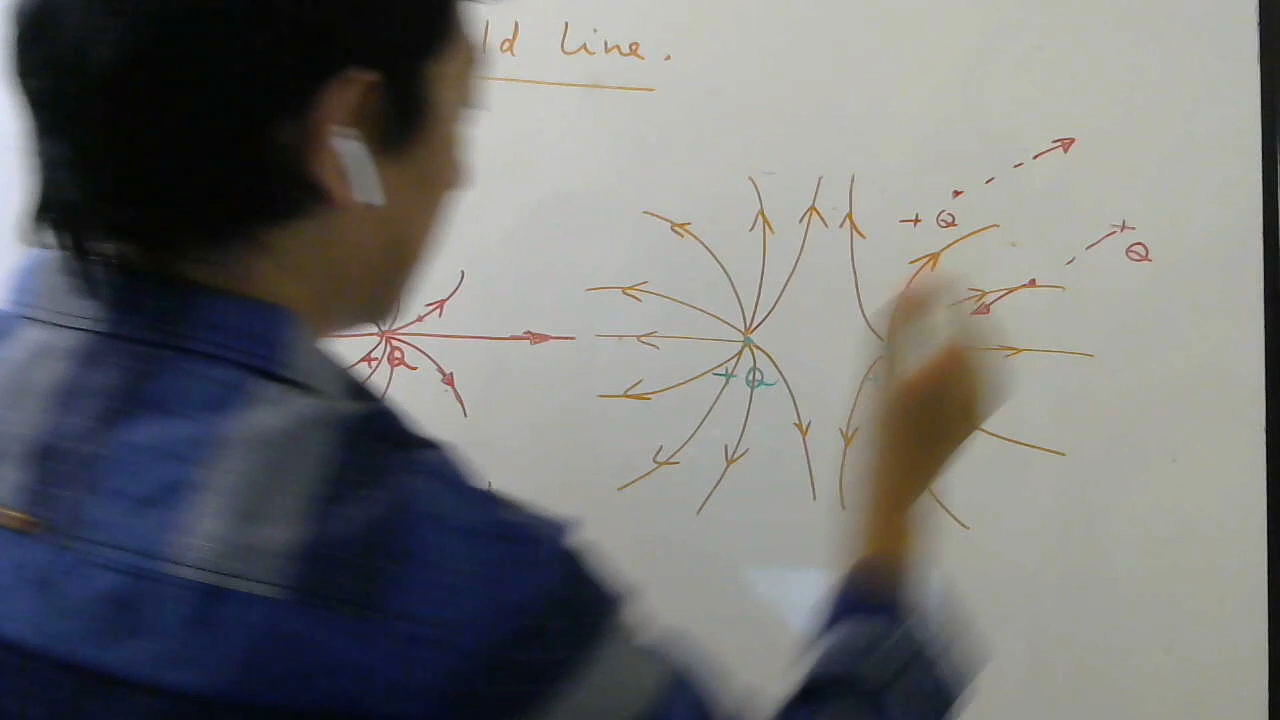 ld line.
+ Q
+
Q
+ Q
+ Q